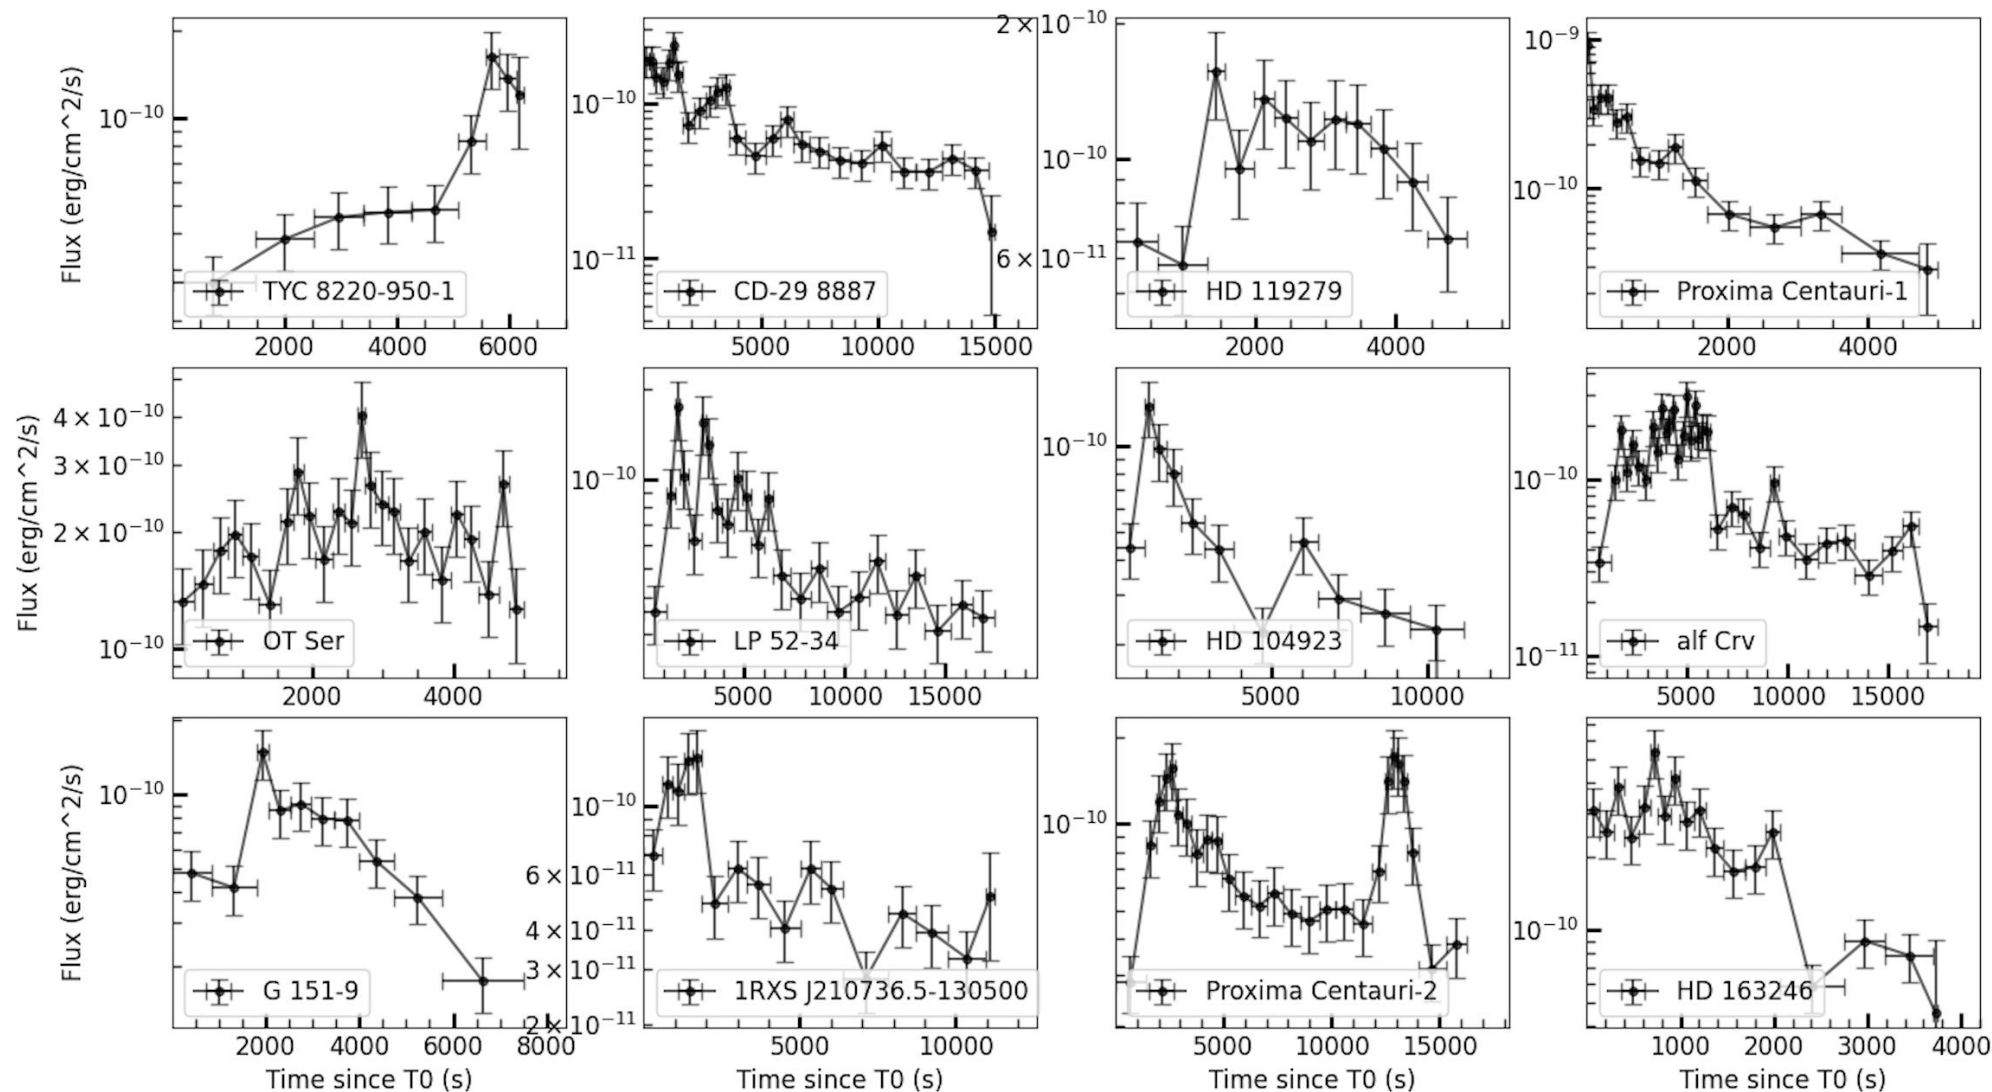 Flux (erg/cm^2/s)
10⁻¹⁰
TYC 8220-950-1
2000 4000 6000
10⁻¹⁰
10⁻¹¹
CD-29 8887
5000 10000 15000
2×10⁻¹⁰
10⁻¹⁰
6×10⁻¹¹
HD 119279
2000 4000
10⁻⁹
10⁻¹⁰
Proxima Centauri-1
2000 4000
Flux (erg/cm^2/s)
4×10⁻¹⁰
3×10⁻¹⁰
2×10⁻¹⁰
10⁻¹⁰
OT Ser
2000 4000
10⁻¹⁰
LP 52-34
5000 10000 15000
10⁻¹⁰
HD 104923
5000 10000
10⁻¹⁰
10⁻¹¹
alf Crv
5000 10000 15000
Flux (erg/cm^2/s)
10⁻¹⁰
G 151-9
2000 4000 6000 8000
Time since T0 (s)
10⁻¹⁰
6×10⁻¹¹
4×10⁻¹¹
3×10⁻¹¹
2×10⁻¹¹
1RXS J210736.5-130500
5000 10000
Time since T0 (s)
10⁻¹⁰
Proxima Centauri-2
5000 10000 15000
Time since T0 (s)
10⁻¹⁰
HD 163246
1000 2000 3000 4000
Time since T0 (s)